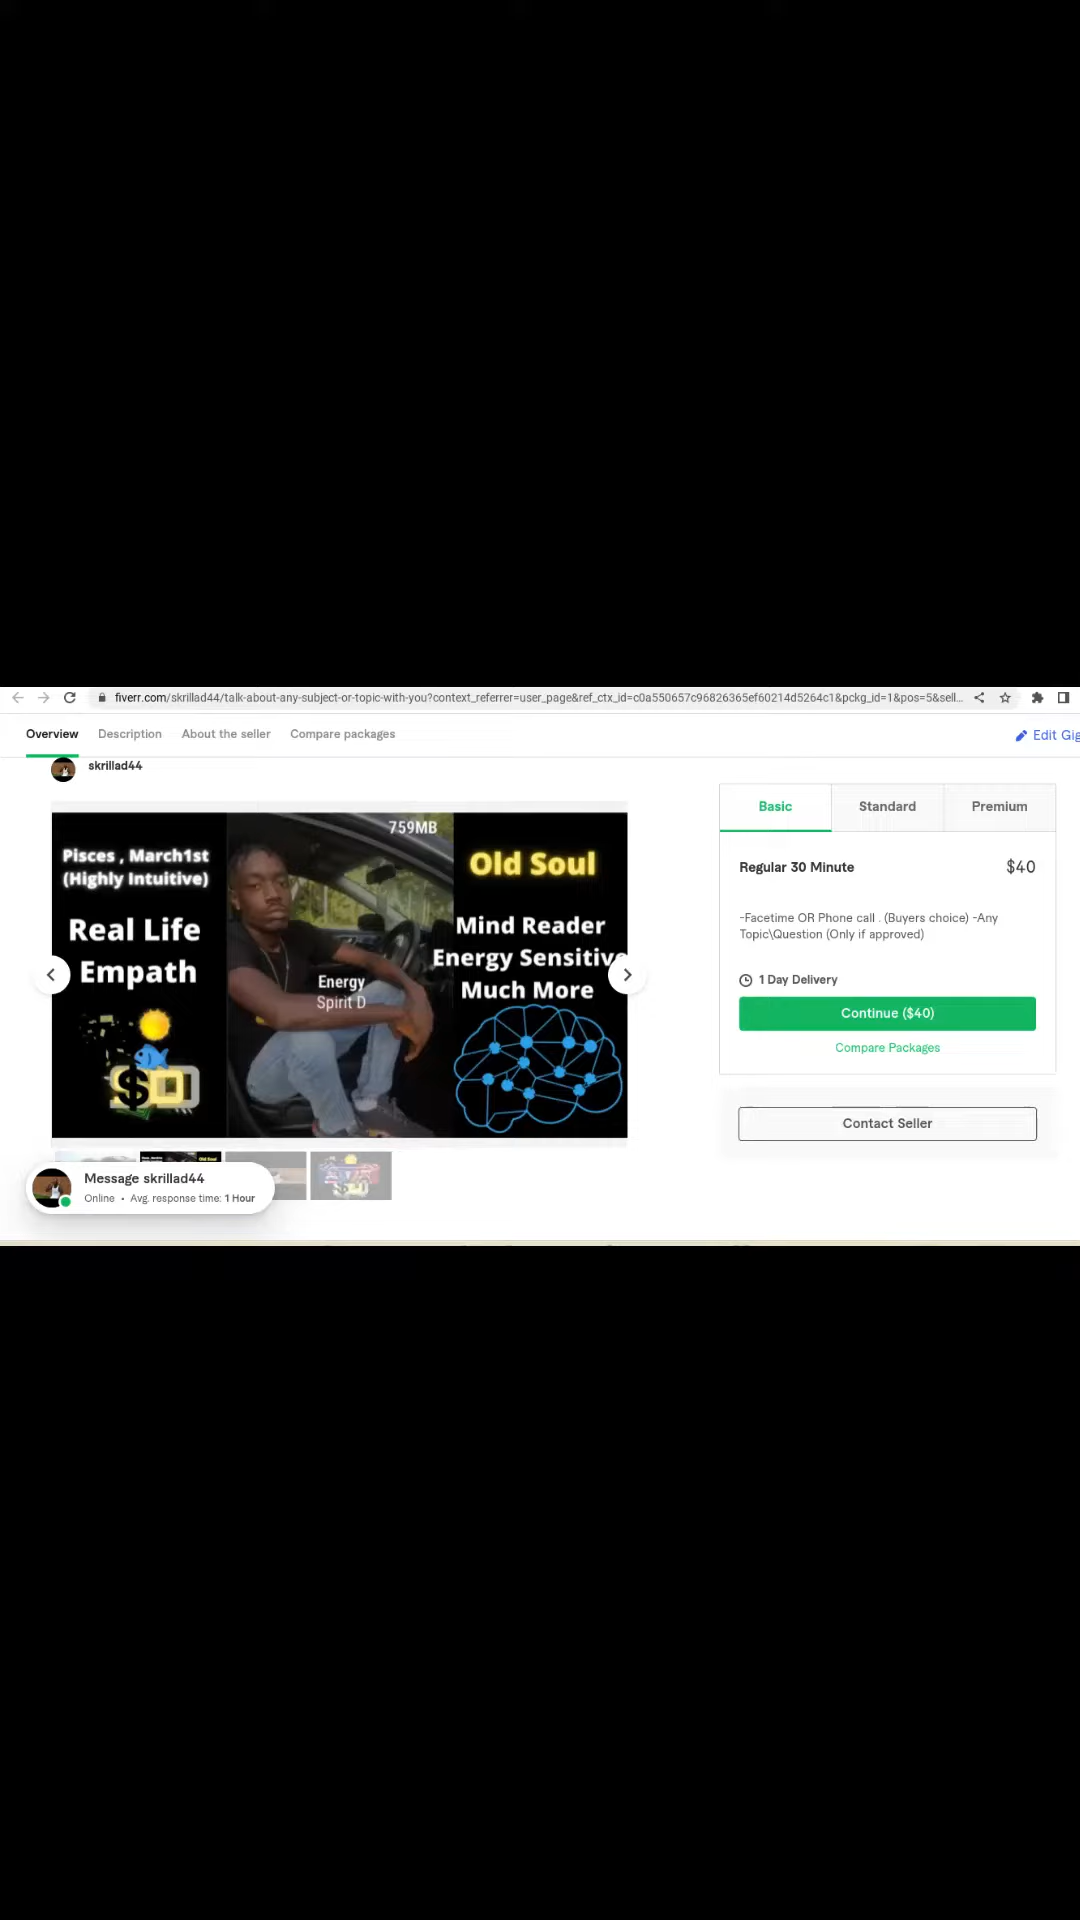 fiverr.com/skrillad44/talk-about-any-subject-or-topic-with-you?context_referrer=user_page&ref_ctx_id=c0a550657c96826365ef60214d5264c1&pckg_id=1&pos=5&sell...
Overview Description About the seller Compare packages Edit Gig
skrillad44
Pisces , March1st
(Highly Intuitive)
Real Life
Empath
$D
759MB
Energy
Spirit D
Old Soul
Mind Reader
Energy Sensitive
Much More
Message skrillad44
Online • Avg. response time: 1 Hour
Basic Standard Premium
Regular 30 Minute $40
-Facetime OR Phone call . (Buyers choice) -Any
Topic\Question (Only if approved)
1 Day Delivery
Continue ($40)
Compare Packages
Contact Seller